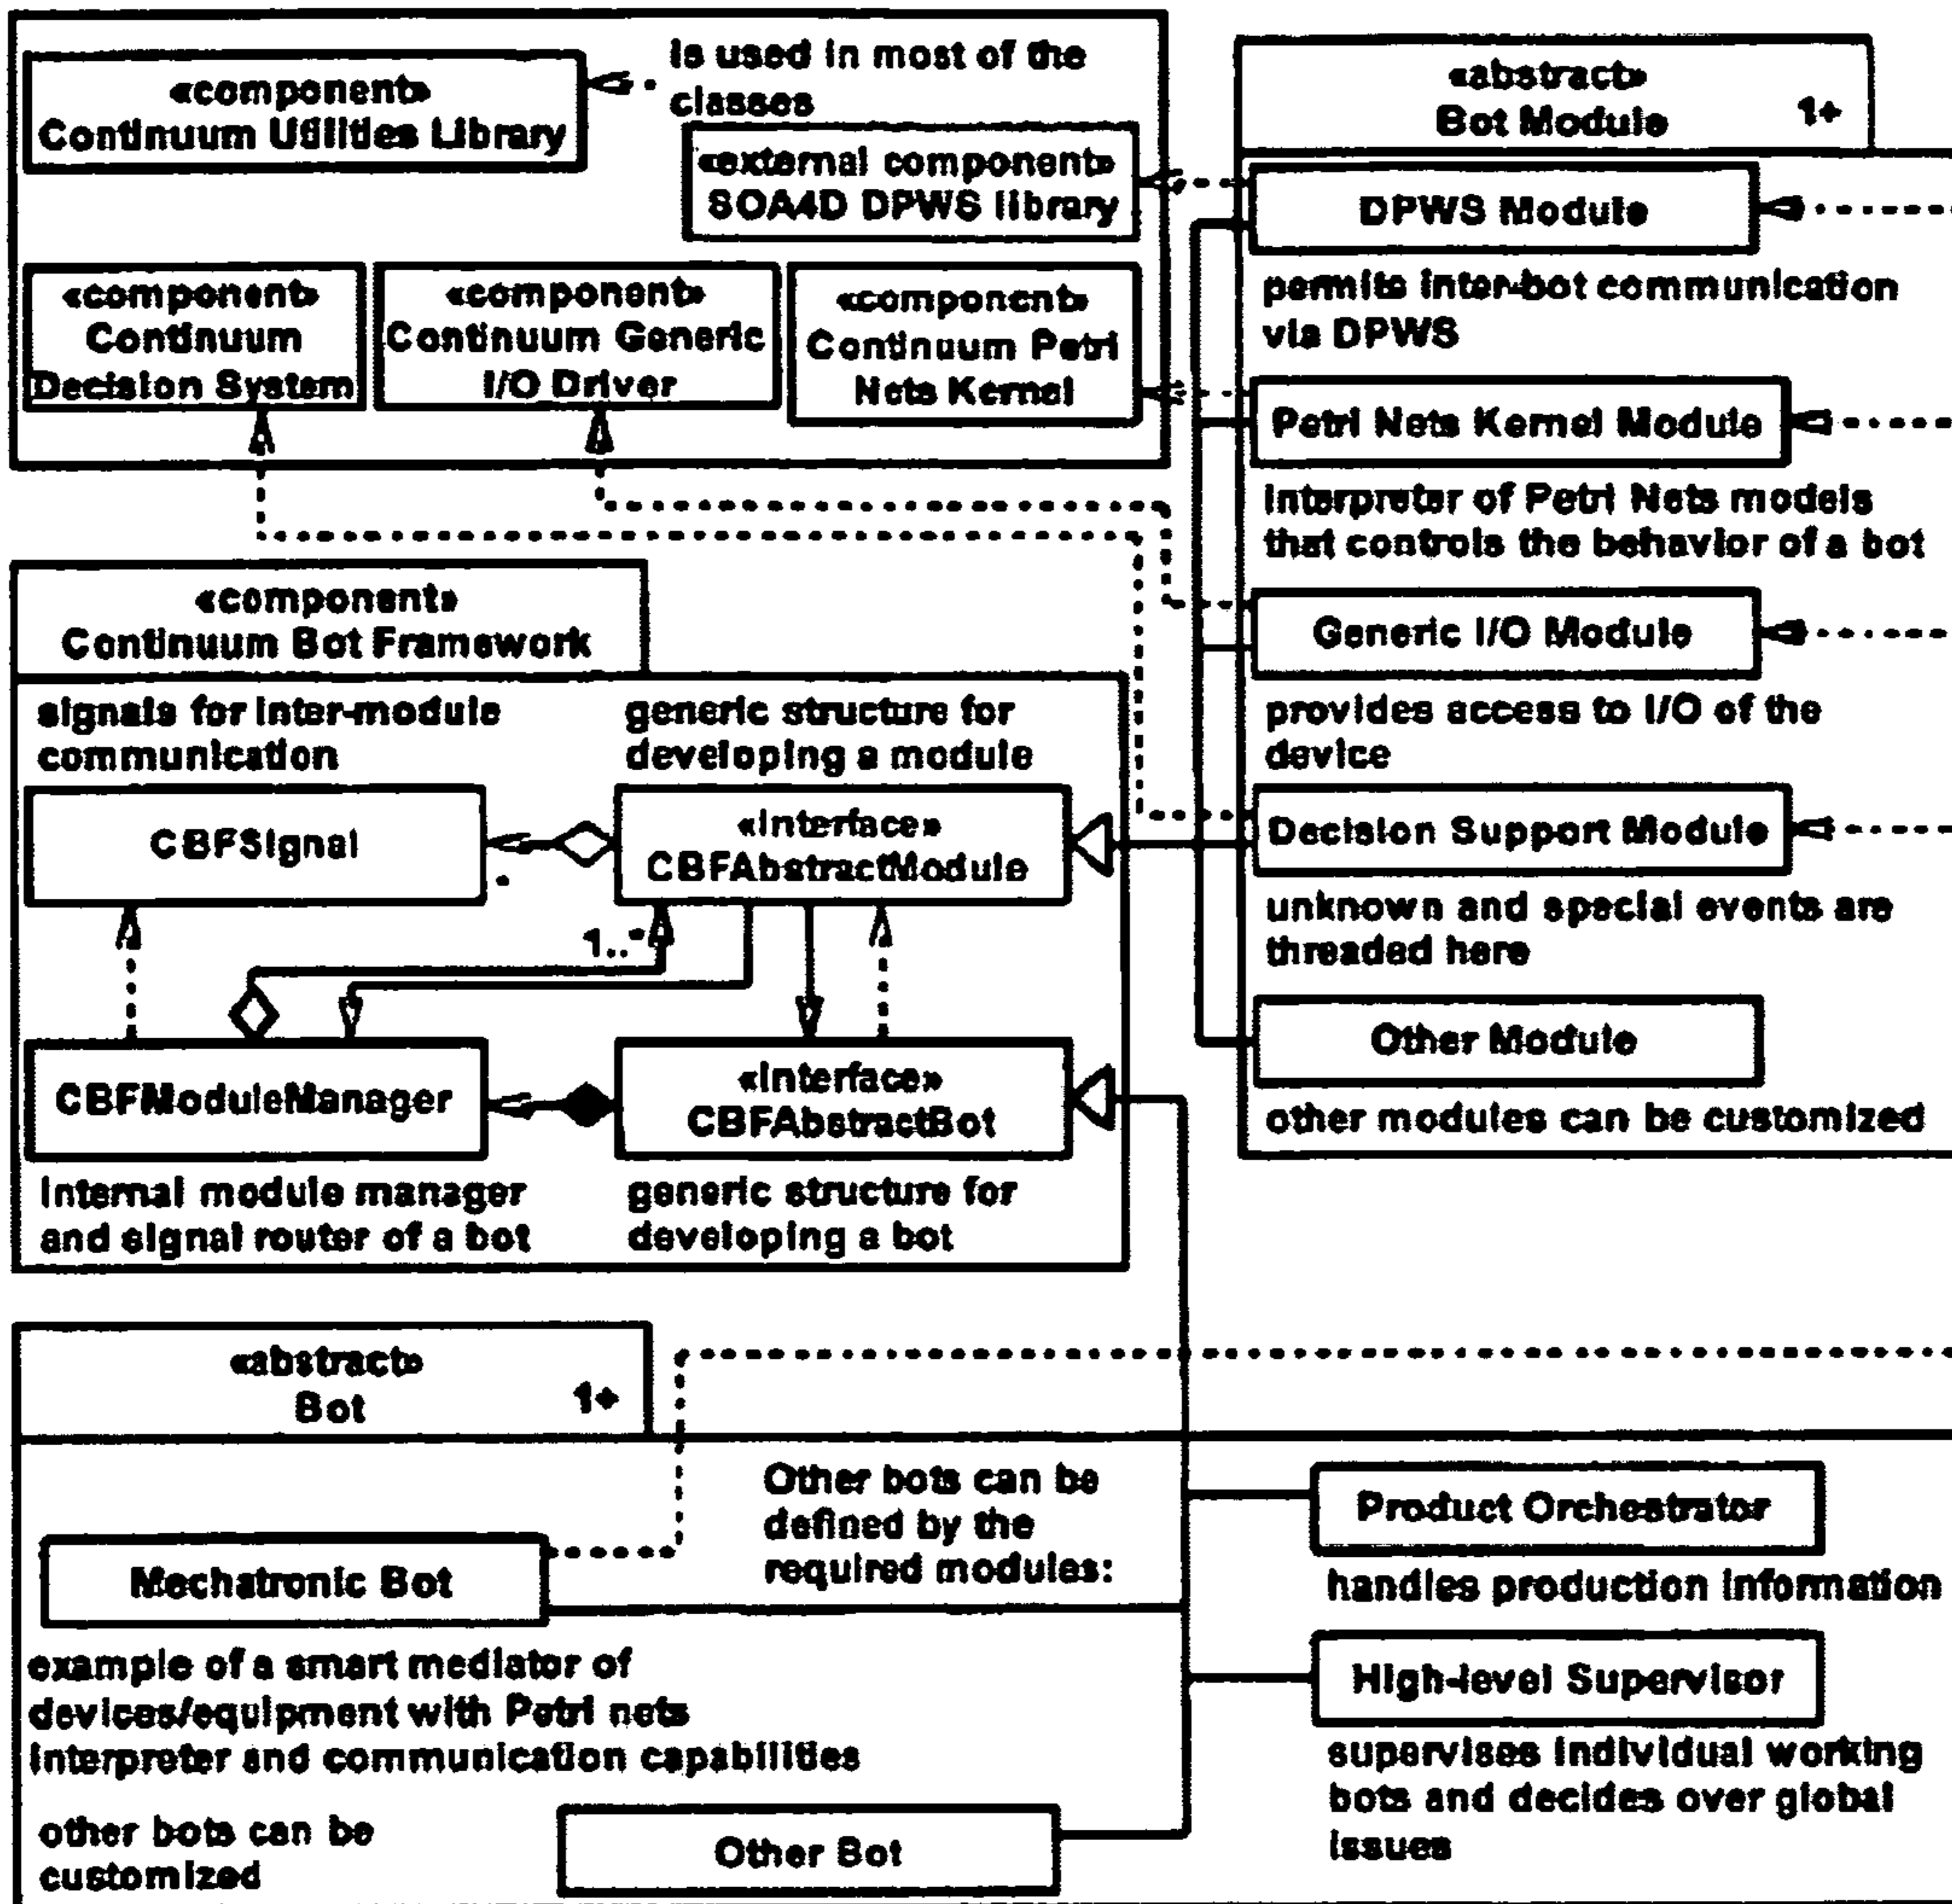 «component»
Continuum Utilities Library
is used in most of the
classes
«external component»
SOA4D DPWS library
«component»
Continuum
Decision System
«component»
Continuum Generic
I/O Driver
«component»
Continuum Petri
Nets Kernel
«abstract»
Bot Module
1+
DPWS Module
permits inter-bot communication
via DPWS
Petri Nets Kernel Module
interpreter of Petri Nets models
that controls the behavior of a bot
Generic I/O Module
provides access to I/O of the
device
Decision Support Module
unknown and special events are
threaded here
Other Module
other modules can be customized
«component»
Continuum Bot Framework
signals for inter-module
communication
generic structure for
developing a module
CBFSignal
*
«interface»
CBFAbstractModule
1..*
CBFModuleManager
«interface»
CBFAbstractBot
internal module manager
and signal router of a bot
generic structure for
developing a bot
«abstract»
Bot
1+
Mechatronic Bot
Other bots can be
defined by the
required modules:
example of a smart mediator of
devices/equipment with Petri nets
interpreter and communication capabilities
other bots can be
customized
Other Bot
Product Orchestrator
handles production information
High-level Supervisor
supervises individual working
bots and decides over global
issues